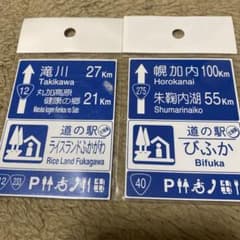 滝川 27Km
Takikawa
12
丸加高原
健康の郷 21Km
道の駅
ライスランドふかがわ
Rice Land Fukagawa
12 233 P
幌加内 100Km
Horokanai
275
朱鞠内湖 55Km
Shumarinaiko
道の駅
びふか
Bifuka
40 P